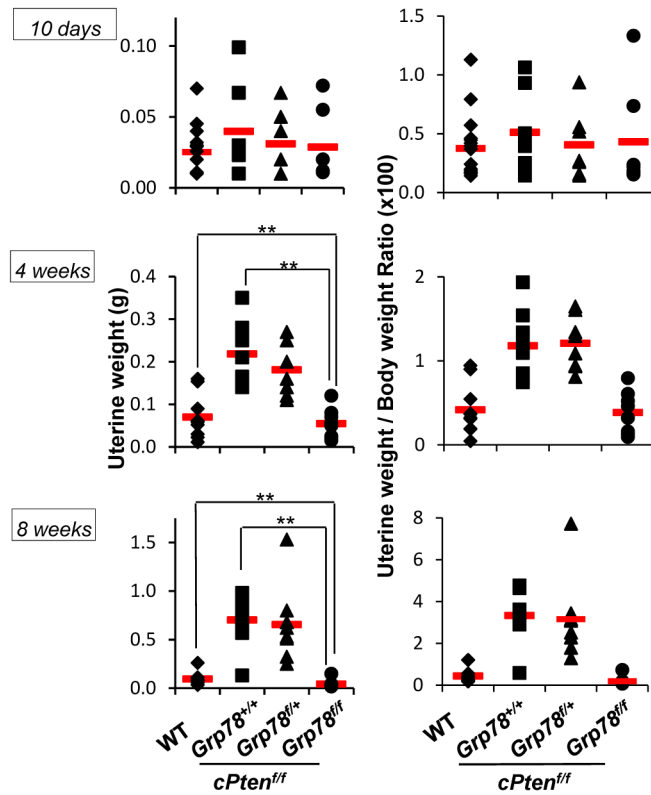 10 days
0.10
0.05
0.00
1.5
1.0
0.5
0.0
4 weeks
**
**
0.4
0.3
0.2
0.1
0.0
2
1
0
8 weeks
**
**
1.5
1.0
0.5
0.0
8
6
4
2
0
Uterine weight (g)
Uterine weight / Body weight Ratio (x100)
WT
Grp78+/+
Grp78f/+
Grp78f/f
cPtenf/f
WT
Grp78+/+
Grp78f/+
Grp78f/f
cPtenf/f